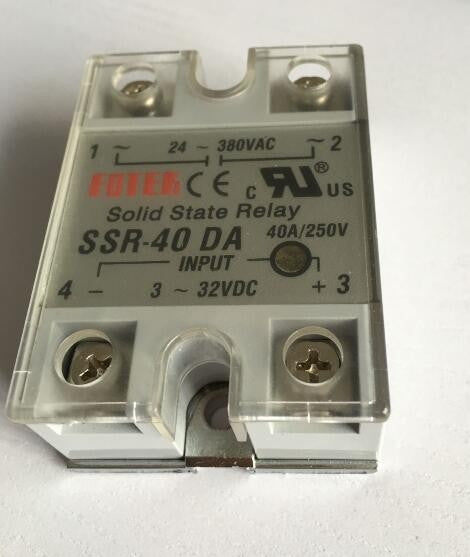 1 ~ 24 ~ 380VAC ~ 2
FOTEK CE C RU ® US
Solid State Relay
SSR-40 DA 40A/250V
INPUT
4 - 3 ~ 32VDC + 3